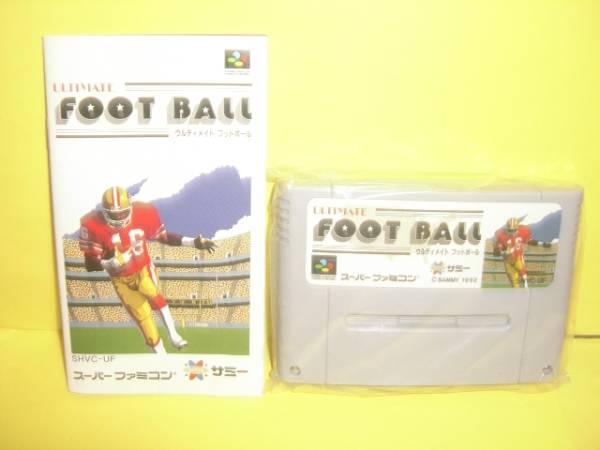 ULTIMATE
FOOT BALL
ウルティメイト フットボール
16
SHVC-UF
スーパーファミコン サミー
ULTIMATE
FOOT BALL
ウルティメイト フットボール
スーパーファミコン サミー
© SAMMY 1992
SHVC-UF